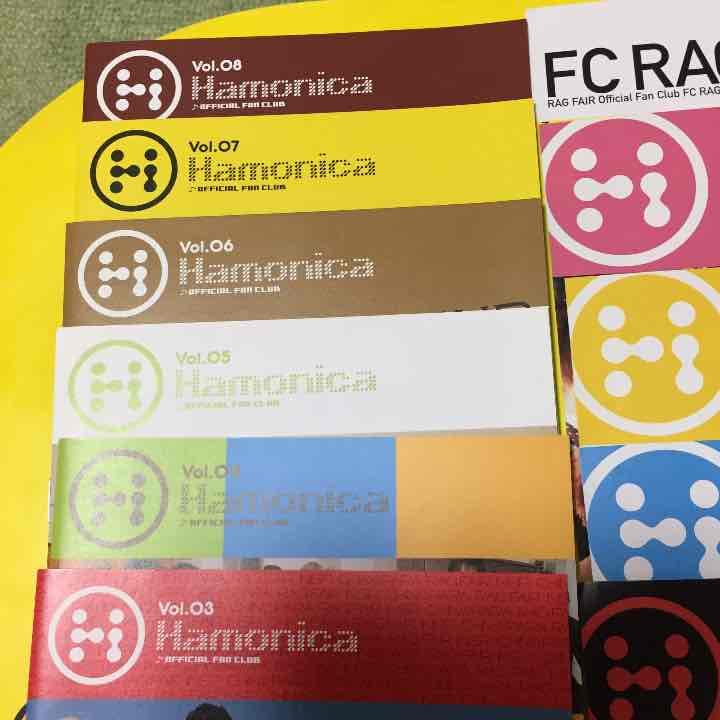 Vol.08
Hamonica
♪OFFICIAL FAN CLUB
Vol.07
Hamonica
♪OFFICIAL FAN CLUB
Vol.06
Hamonica
♪OFFICIAL FAN CLUB
Vol.05
Hamonica
♪OFFICIAL FAN CLUB
Hamonica
♪OFFICIAL FAN CLUB
Vol.03
Hamonica
♪OFFICIAL FAN CLUB
FC RAG
RAG FAIR Official Fan Club FC RAG